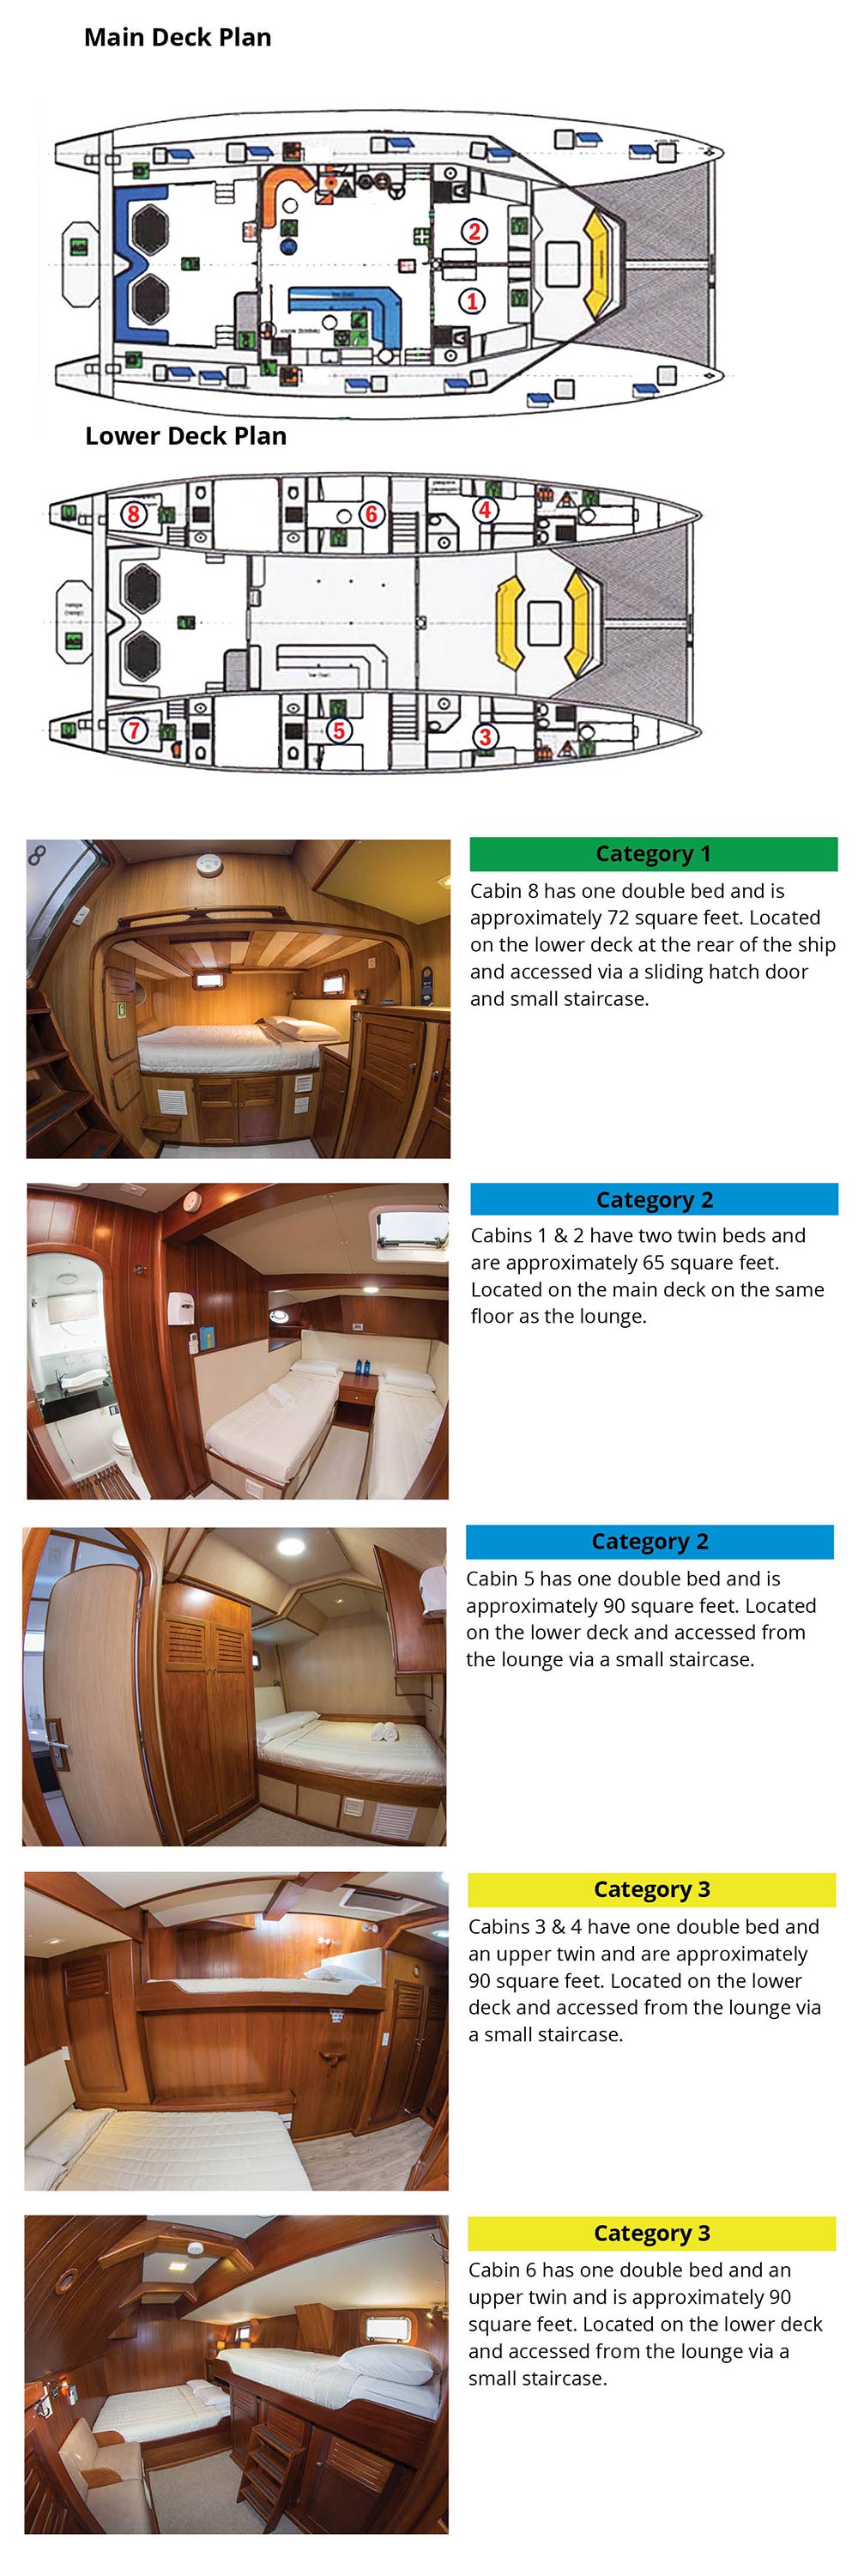 Main Deck Plan
2
1
Lower Deck Plan
8
6
4
7
5
3
8
Category 1
Cabin 8 has one double bed and is
approximately 72 square feet. Located
on the lower deck at the rear of the ship
and accessed via a sliding hatch door
and small staircase.
Category 2
Cabins 1 & 2 have two twin beds and
are approximately 65 square feet.
Located on the main deck on the same
floor as the lounge.
Category 2
Cabin 5 has one double bed and is
approximately 90 square feet. Located
on the lower deck and accessed from
the lounge via a small staircase.
Category 3
Cabins 3 & 4 have one double bed and
an upper twin and are approximately
90 square feet. Located on the lower
deck and accessed from the lounge via
a small staircase.
Category 3
Cabin 6 has one double bed and an
upper twin and is approximately 90
square feet. Located on the lower deck
and accessed from the lounge via a
small staircase.